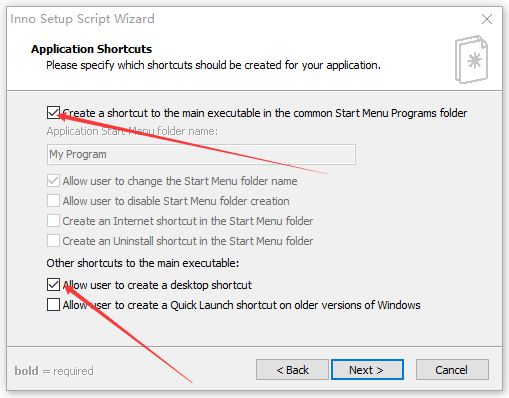 Inno Setup Script Wizard
Application Shortcuts
Please specify which shortcuts should be created for your application.
Create a shortcut to the main executable in the common Start Menu Programs folder
Application Start Menu folder name:
My Program
Allow user to change the Start Menu folder name
Allow user to disable Start Menu folder creation
Create an Internet shortcut in the Start Menu folder
Create an Uninstall shortcut in the Start Menu folder
Other shortcuts to the main executable:
Allow user to create a desktop shortcut
Allow user to create a Quick Launch shortcut on older versions of Windows
bold = required
< Back
Next >
Cancel